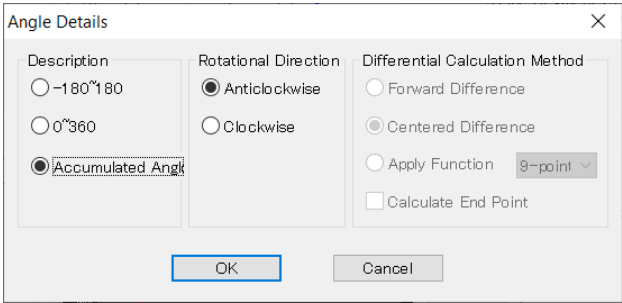 Angle Details
Description
-180~180
0~360
Accumulated Angl
Rotational Direction
Anticlockwise
Clockwise
Differential Calculation Method
Forward Difference
Centered Difference
Apply Function 9-point
Calculate End Point
OK Cancel